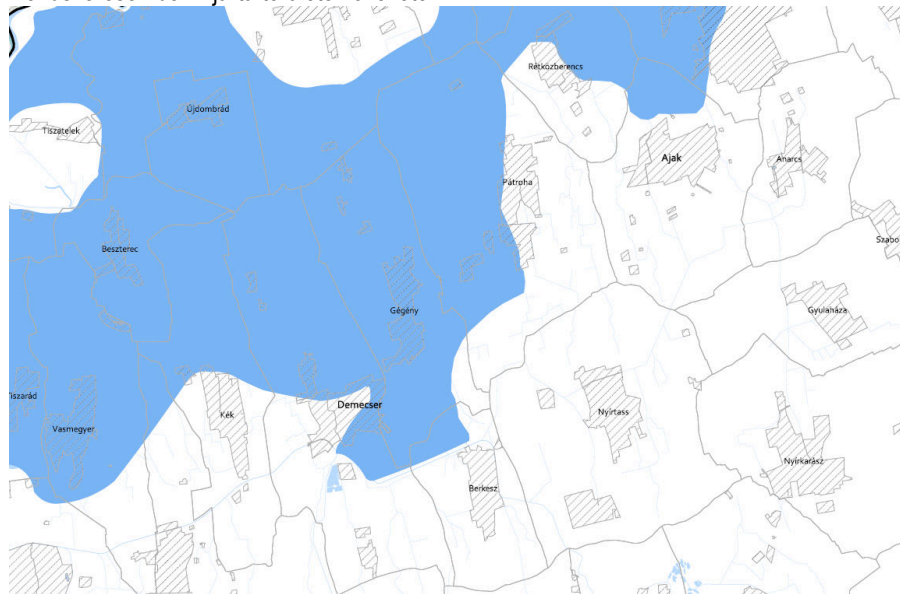 Rétközberencs
Újdombrád
Tiszatelek
Ajak
Anarcs
Pátroha
Beszterec
Szabo
Gégény
Gyulaháza
Tiszarád
Demecser
Kék
Nyírtass
Vasmegyer
Nyírkarász
Berkesz